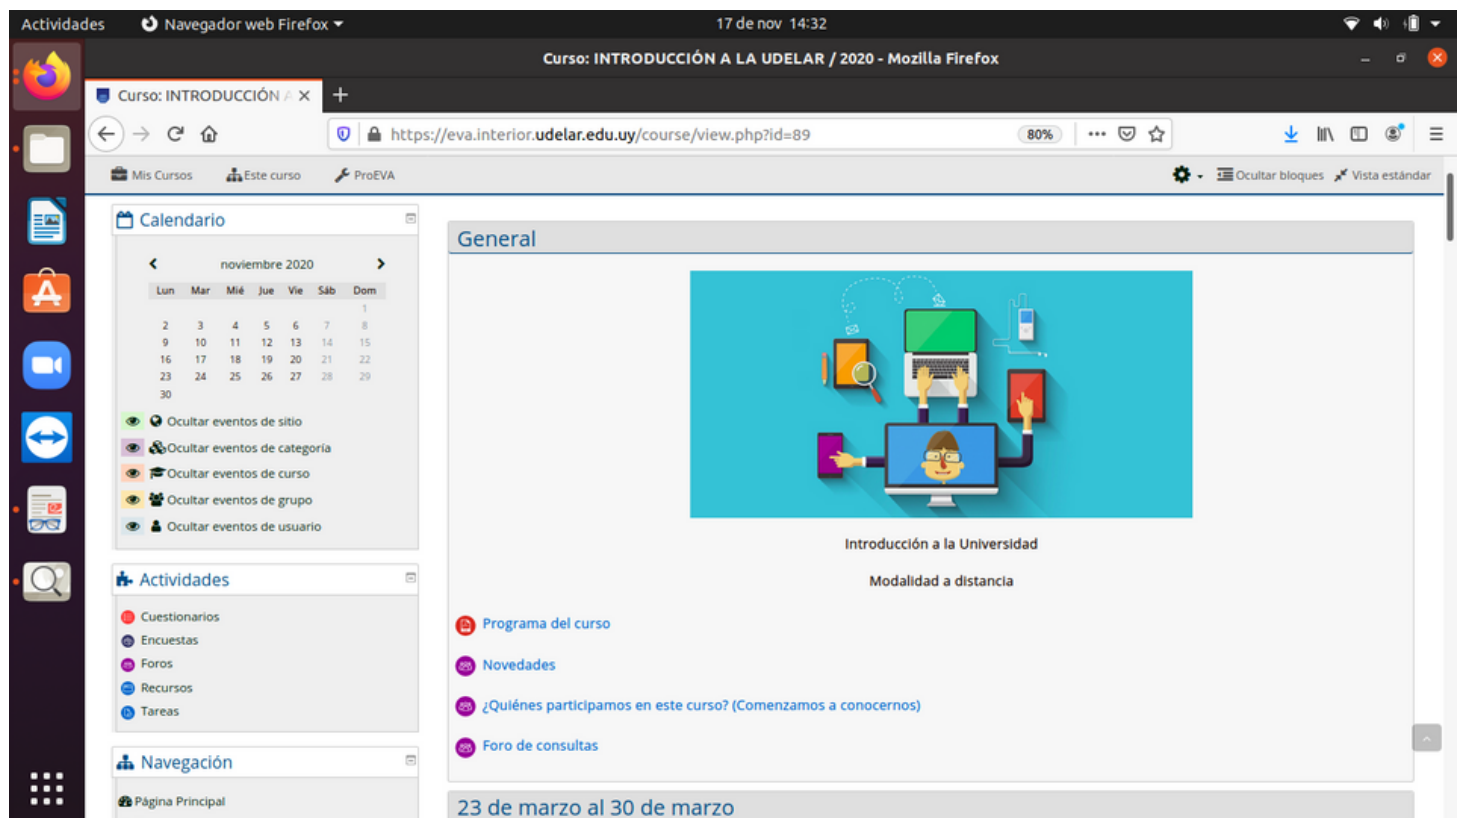 Actividades Navegador web Firefox 17 de nov 14:32
Curso: INTRODUCCIÓN A LA UDELAR / 2020 - Mozilla Firefox
Curso: INTRODUCCIÓN A
https://eva.interior.udelar.edu.uy/course/view.php?id=89 80%
Mis Cursos Este curso ProEVA Ocultar bloques Vista estándar
Calendario
noviembre 2020
Lun Mar Mié Jue Vie Sáb Dom
1
2 3 4 5 6 7 8
9 10 11 12 13 14 15
16 17 18 19 20 21 22
23 24 25 26 27 28 29
30
Ocultar eventos de sitio
Ocultar eventos de categoría
Ocultar eventos de curso
Ocultar eventos de grupo
Ocultar eventos de usuario
Actividades
Cuestionarios
Encuestas
Foros
Recursos
Tareas
Navegación
Página Principal
General
Introducción a la Universidad
Modalidad a distancia
Programa del curso
Novedades
¿Quiénes participamos en este curso? (Comenzamos a conocernos)
Foro de consultas
23 de marzo al 30 de marzo